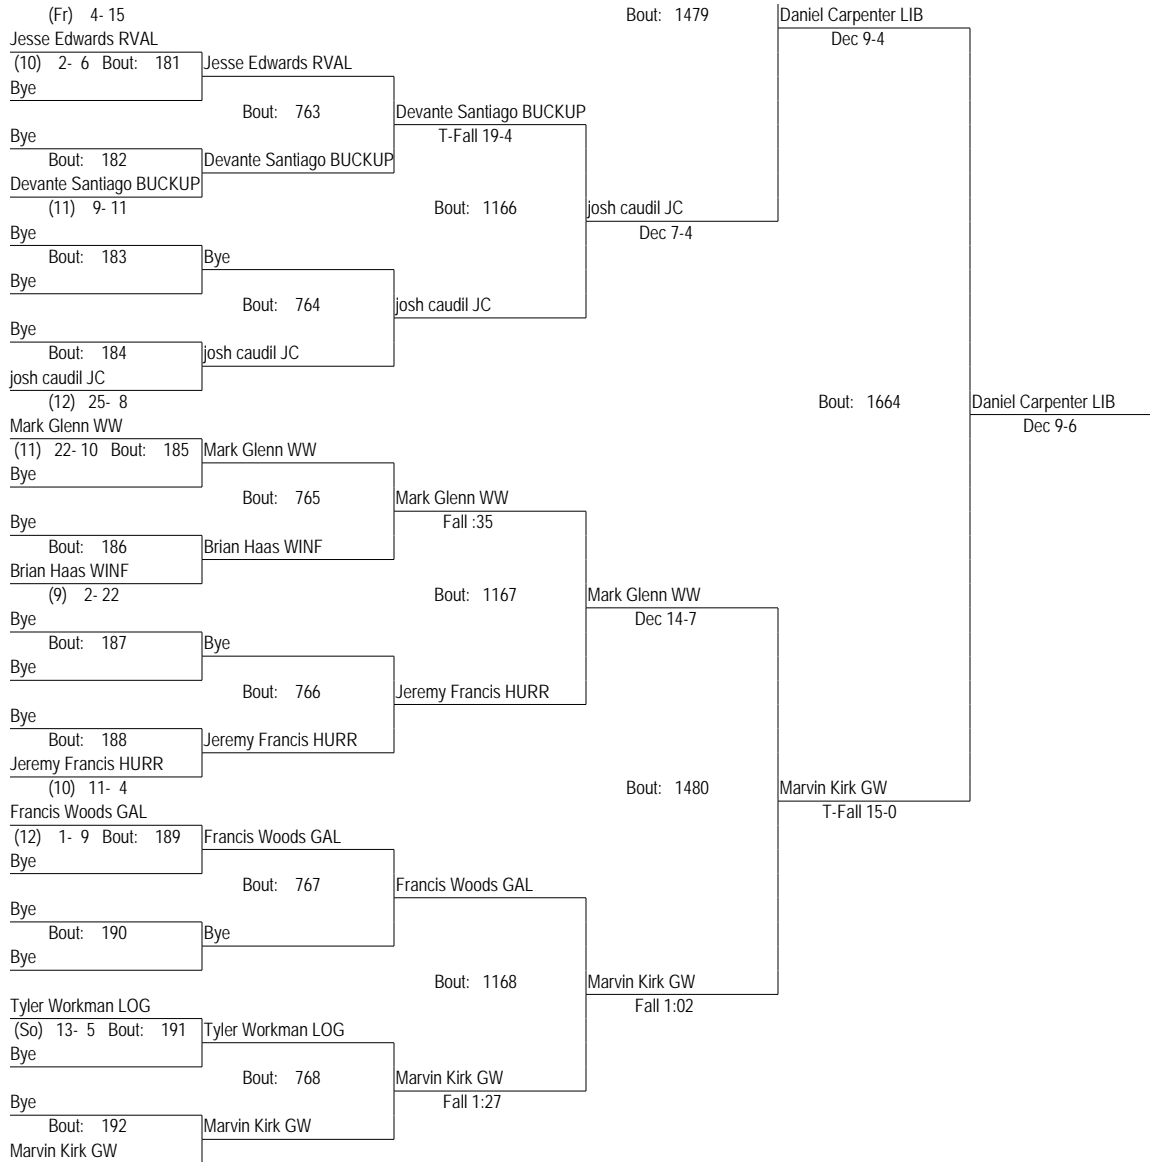 (Fr) 4- 15 Bout: 1479 Daniel Carpenter LIB
Jesse Edwards RVAL Dec 9-4
(10) 2- 6 Bout: 181 Jesse Edwards RVAL
Bye
Bout: 763 Devante Santiago BUCKUP
Bye T-Fall 19-4
Bout: 182 Devante Santiago BUCKUP
Devante Santiago BUCKUP
(11) 9- 11 Bout: 1166 josh caudil JC
Bye Dec 7-4
Bout: 183 Bye
Bye
Bout: 764 josh caudil JC
Bye
Bout: 184 josh caudil JC
josh caudil JC
(12) 25- 8 Bout: 1664 Daniel Carpenter LIB
Mark Glenn WW Dec 9-6
(11) 22- 10 Bout: 185 Mark Glenn WW
Bye
Bout: 765 Mark Glenn WW
Bye Fall :35
Bout: 186 Brian Haas WINF
Brian Haas WINF
(9) 2- 22 Bout: 1167 Mark Glenn WW
Bye Dec 14-7
Bout: 187 Bye
Bye
Bout: 766 Jeremy Francis HURR
Bye
Bout: 188 Jeremy Francis HURR
Jeremy Francis HURR
(10) 11- 4 Bout: 1480 Marvin Kirk GW
Francis Woods GAL T-Fall 15-0
(12) 1- 9 Bout: 189 Francis Woods GAL
Bye
Bout: 767 Francis Woods GAL
Bye
Bout: 190 Bye
Bye
Bout: 1168 Marvin Kirk GW
Tyler Workman LOG Fall 1:02
(So) 13- 5 Bout: 191 Tyler Workman LOG
Bye
Bout: 768 Marvin Kirk GW
Bye Fall 1:27
Bout: 192 Marvin Kirk GW
Marvin Kirk GW